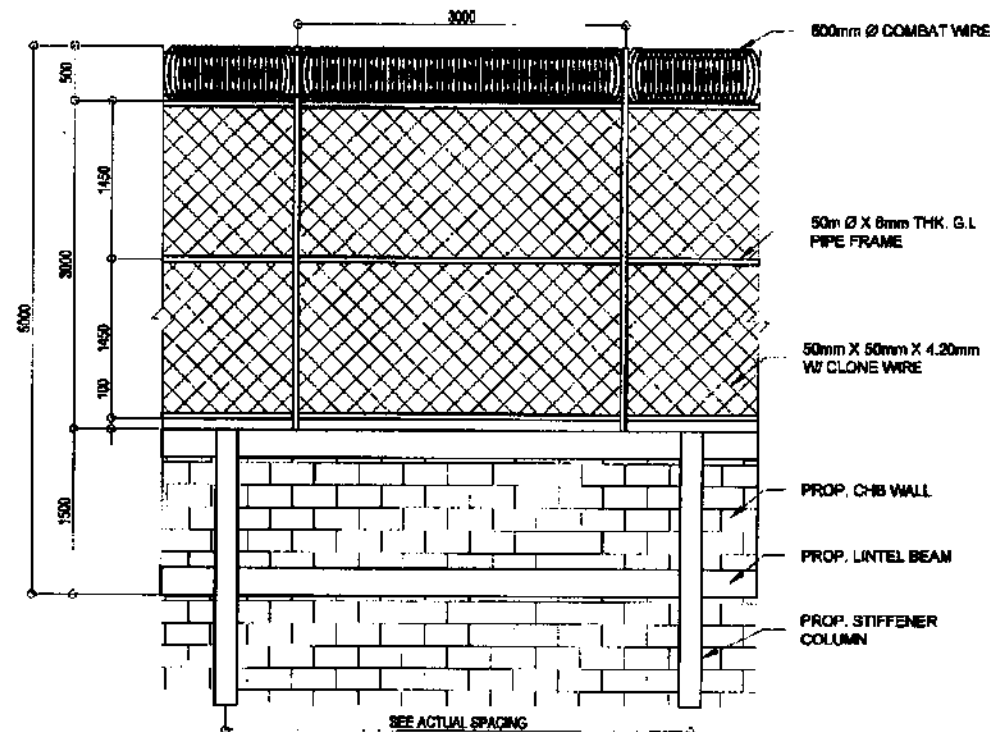 3000
500mm Ø COMBAT WIRE
500
1450
50m Ø X 6mm THK. G.I.
PIPE FRAME
3000
5000
1450
50mm X 50mm X 4.20mm
W/ CLONE WIRE
100
1500
PROP. CHB WALL
PROP. LINTEL BEAM
PROP. STIFFENER
COLUMN
SEE ACTUAL SPACING